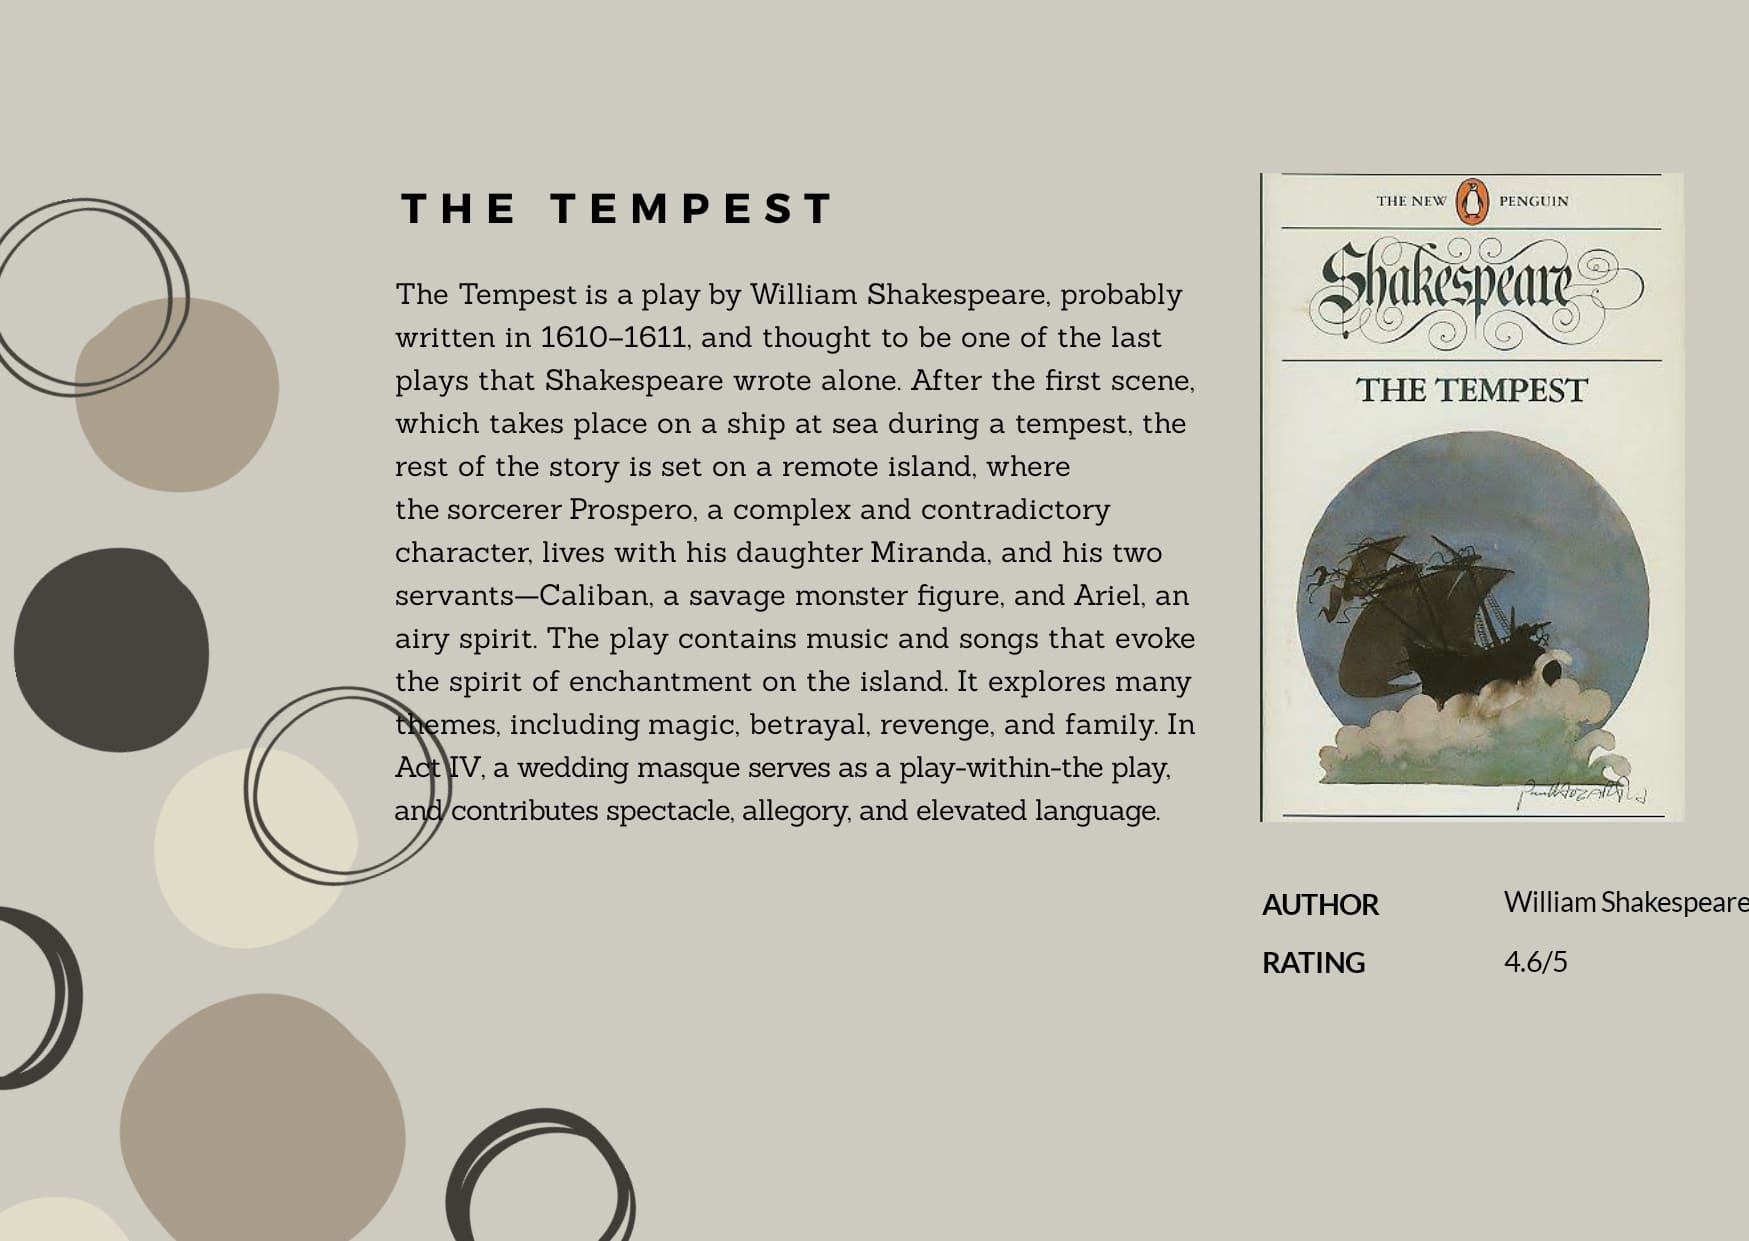 THE TEMPEST
The Tempest is a play by William Shakespeare, probably
written in 1610–1611, and thought to be one of the last
plays that Shakespeare wrote alone. After the first scene,
which takes place on a ship at sea during a tempest, the
rest of the story is set on a remote island, where
the sorcerer Prospero, a complex and contradictory
character, lives with his daughter Miranda, and his two
servants—Caliban, a savage monster figure, and Ariel, an
airy spirit. The play contains music and songs that evoke
the spirit of enchantment on the island. It explores many
themes, including magic, betrayal, revenge, and family. In
Act IV, a wedding masque serves as a play-within-the play,
and contributes spectacle, allegory, and elevated language.
THE NEW PENGUIN
Shakespeare
THE TEMPEST
AUTHOR William Shakespeare
RATING 4.6/5